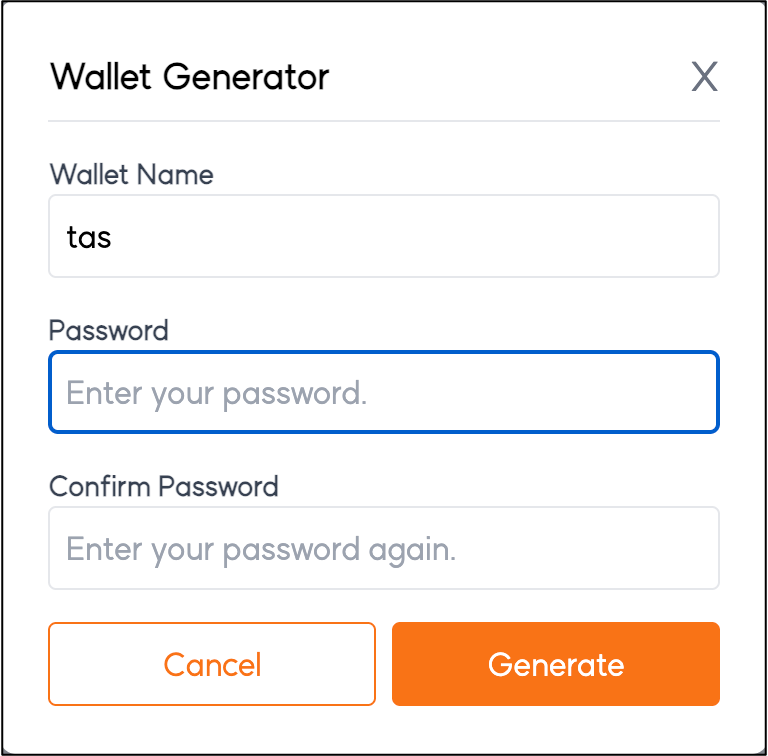 Wallet Generator X
Wallet Name
tas
Password
Enter your password.
Confirm Password
Enter your password again.
Cancel Generate